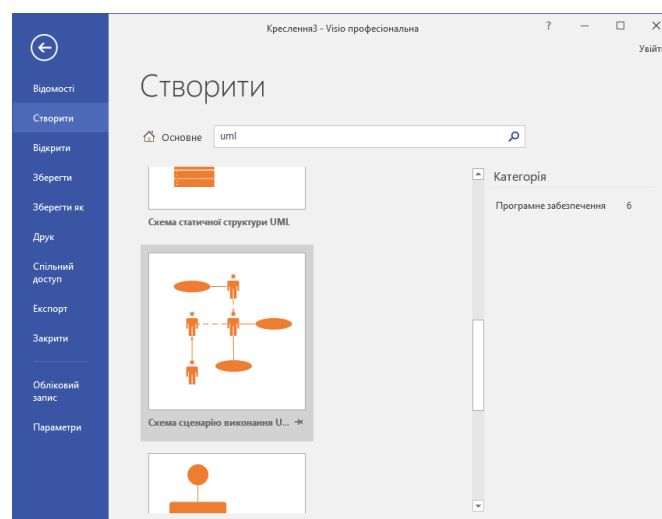 Креслення3 - Visio професіональна
?
Увійти
Відомості
Створити
Відкрити
Зберегти
Зберегти як
Друк
Спільний
доступ
Експорт
Закрити
Обліковий
запис
Параметри
Створити
Основне
uml
Схема статичної структури UML
Схема сценарію виконання U...
Категорія
Програмне забезпечення 6